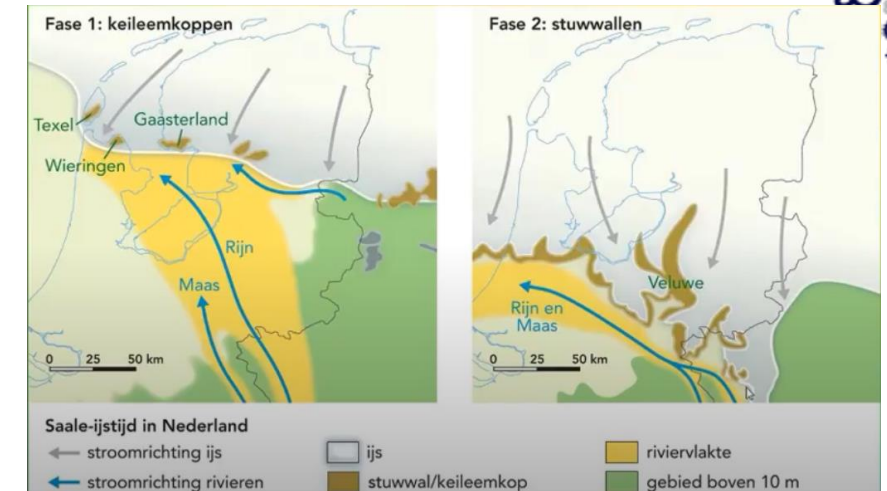 Fase 1: keileemkoppen
Texel
Gaasterland
Wieringen
Rijn
Maas
0 25 50 km
Fase 2: stuwwallen
Veluwe
Rijn en
Maas
0 25 50 km
Saale-ijstijd in Nederland
stroomrichting ijs
ijs
riviervlakte
stroomrichting rivieren
stuwwal/keileemkop
gebied boven 10 m